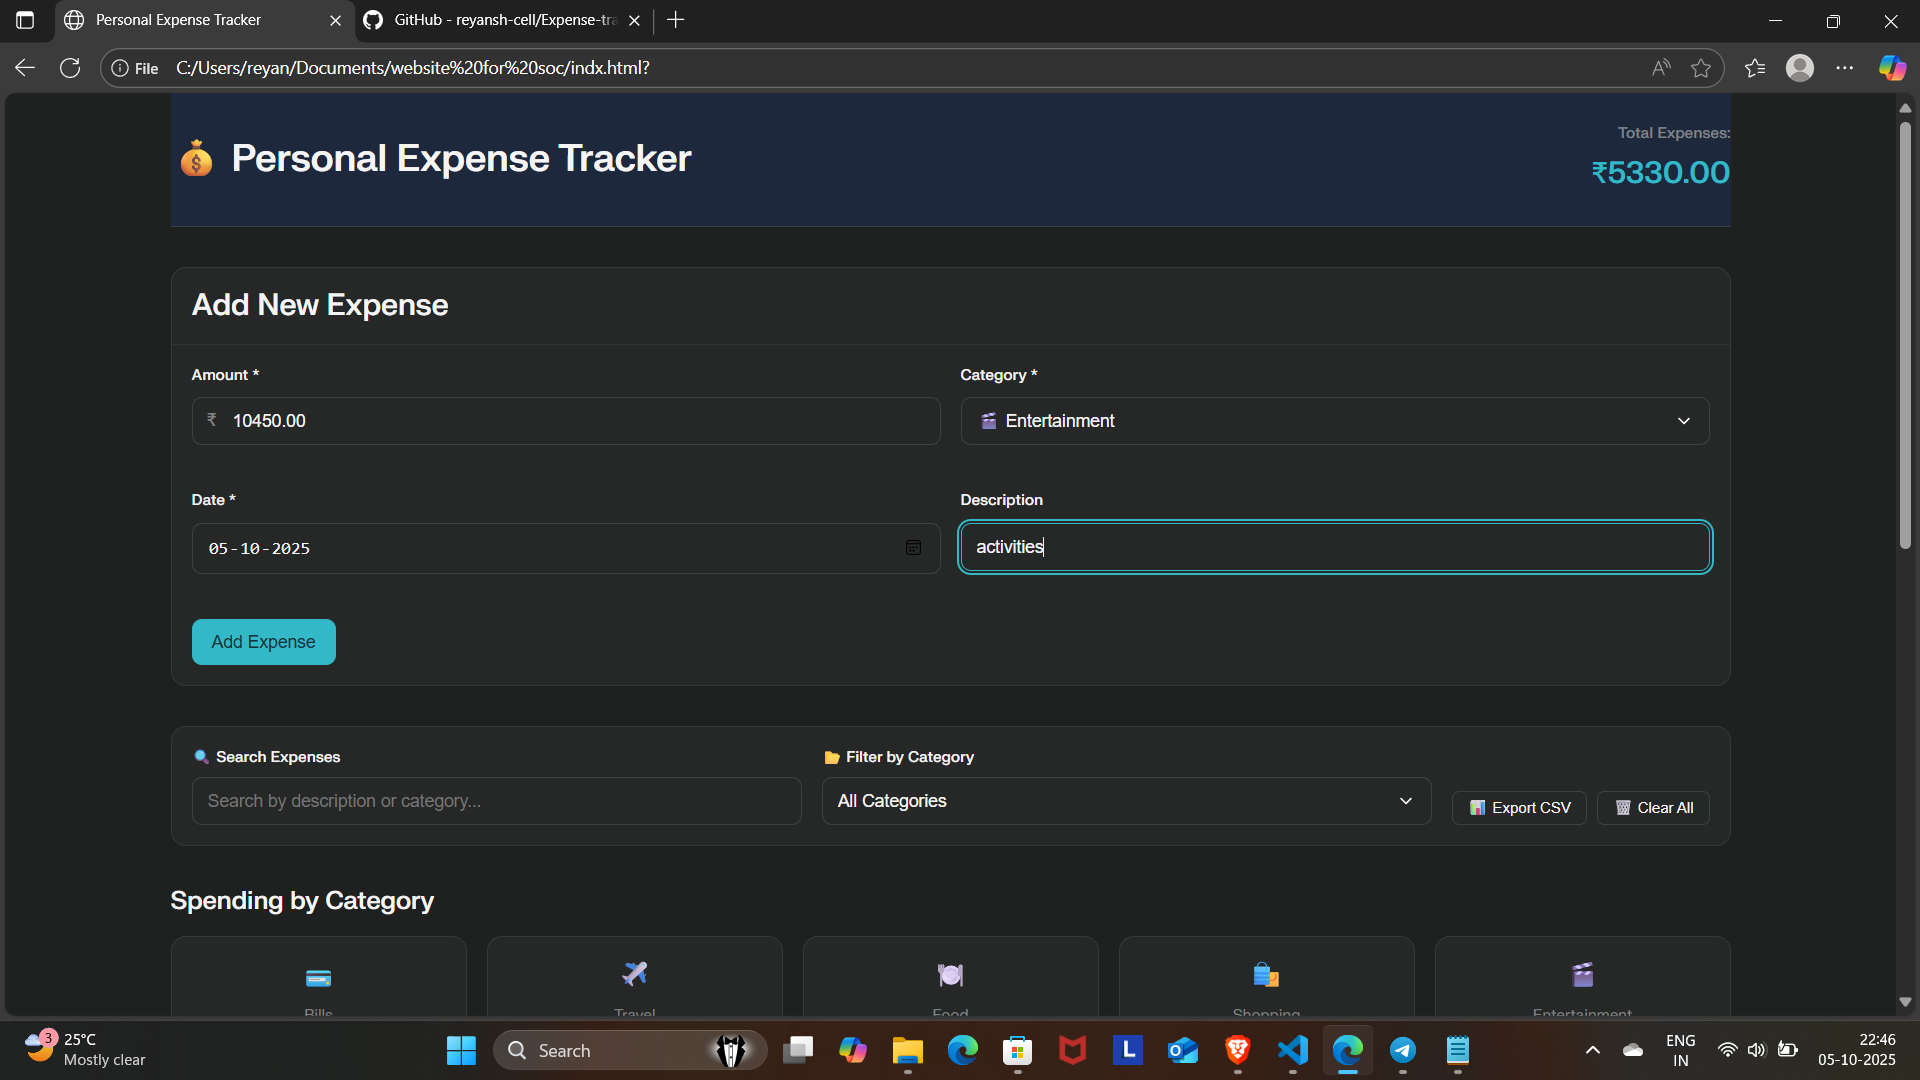 Personal Expense Tracker
GitHub - reyansh-cell/Expense-tra
File C:/Users/reyan/Documents/website%20for%20soc/indx.html?
Total Expenses:
Personal Expense Tracker
₹5330.00
Add New Expense
Amount *
Category *
₹ 10450.00
Entertainment
Date *
Description
05-10-2025
activities
Add Expense
Search Expenses
Filter by Category
Search by description or category...
All Categories
Export CSV
Clear All
Spending by Category
Bills
Travel
Food
Shopping
Entertainment
3
25°C
Mostly clear
Search
L
ENG
IN
22:46
05-10-2025